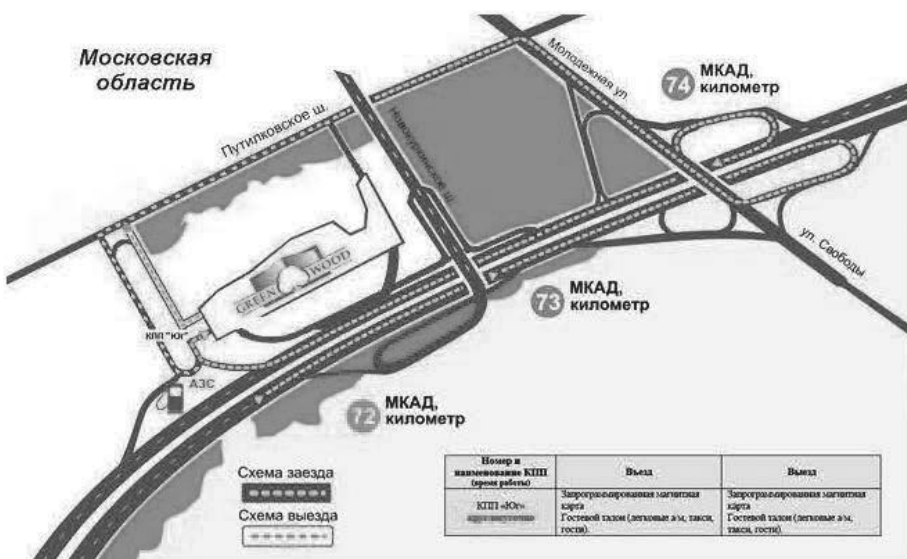 Московская
область
Путилковское ш.
Новокуркинское ш.
Молодежная ул.
74
МКАД,
километр
ул. Свободы
GREEN WOOD
КПП "Юг"
АЗС
73
МКАД,
километр
72
МКАД,
километр
Схема заезда
Схема выезда
Номер и
наименование КПП
(время работы)
Въезд
Выезд
КПП «Юг»
Запрограммированная магнитная
карта
Гостевой талон (легковые а/м, такси,
гости).
Запрограммированная магнитная
карта
Гостевой талон (легковые а/м,
такси, гости).